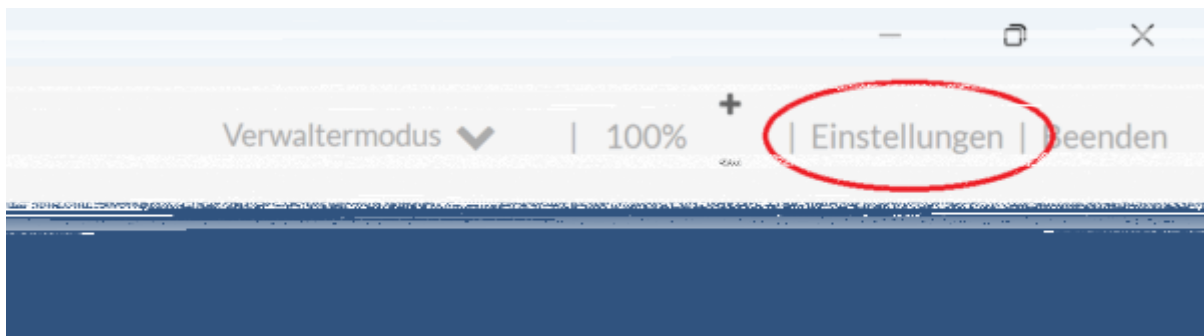 Verwaltermodus | 100% + | Einstellungen | Beenden